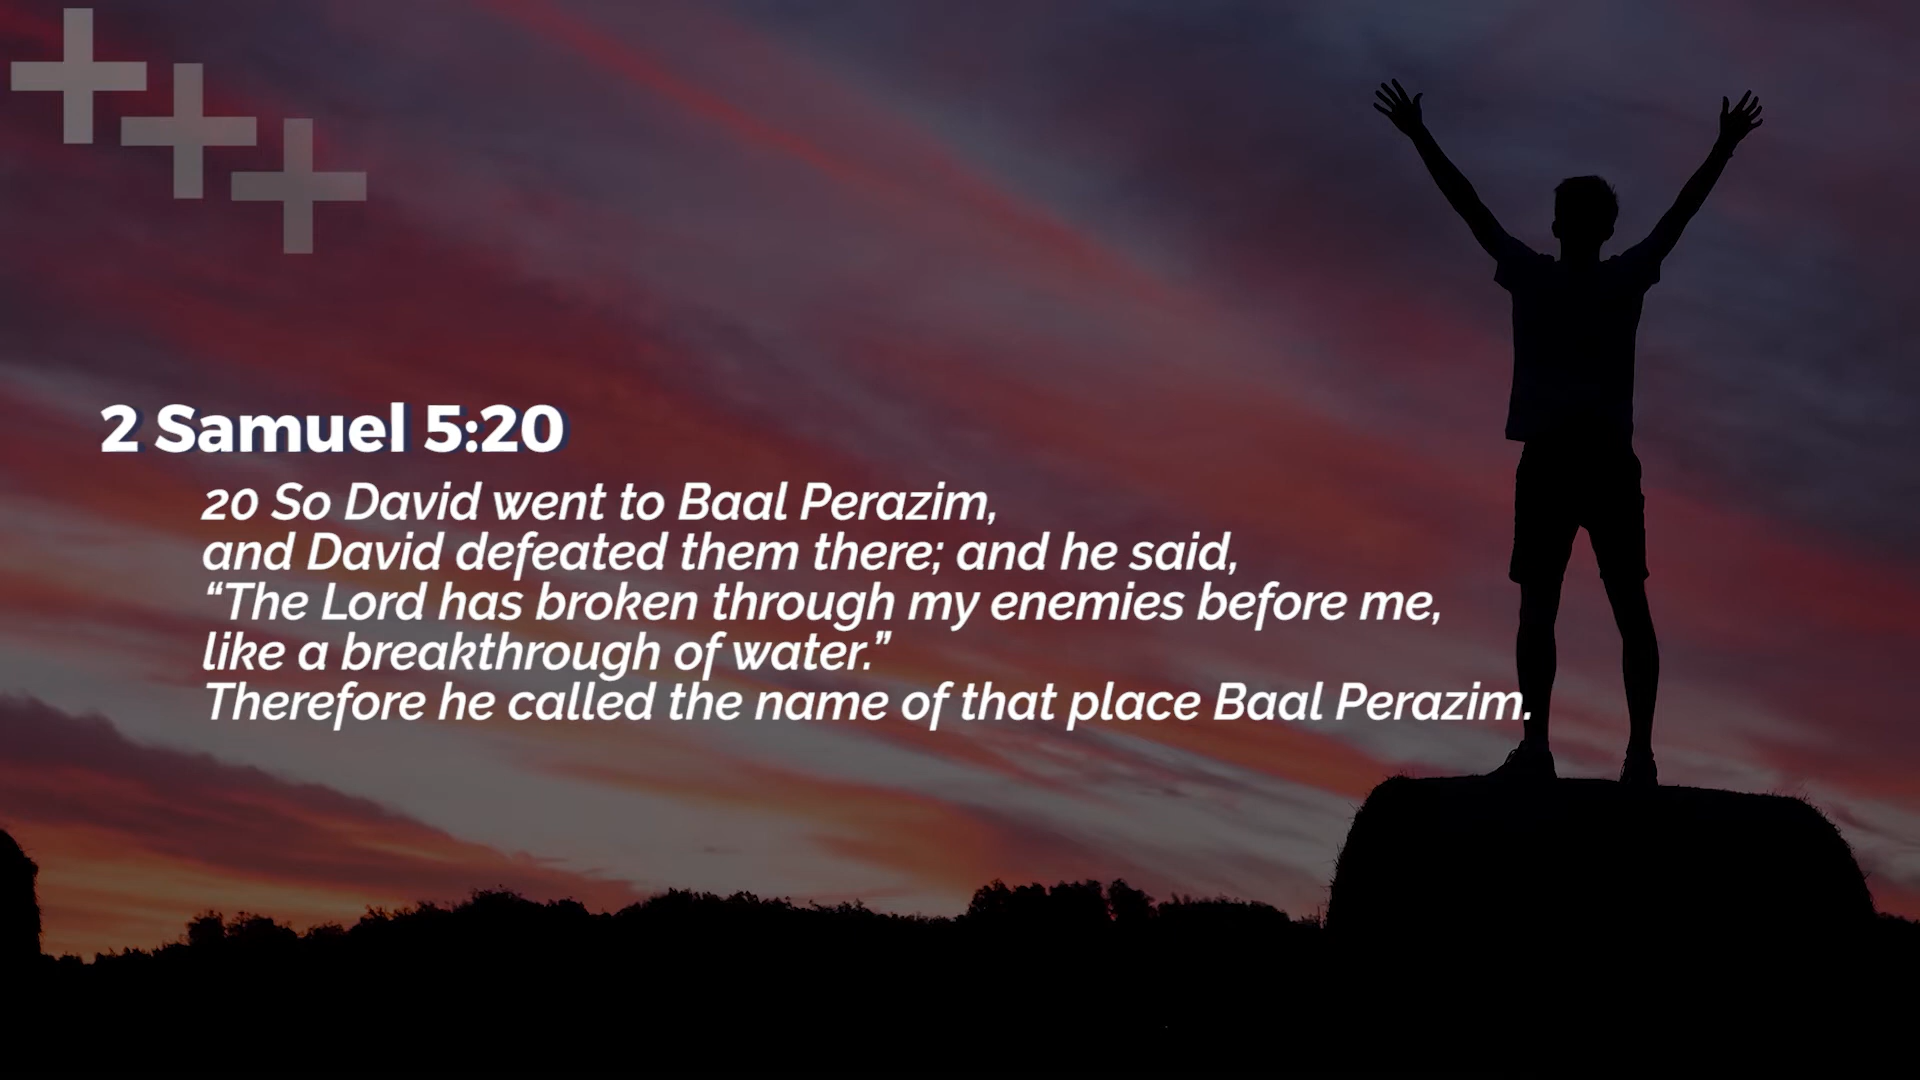 2 Samuel 5:20
20 So David went to Baal Perazim,
and David defeated them there; and he said,
“The Lord has broken through my enemies before me,
like a breakthrough of water.”
Therefore he called the name of that place Baal Perazim.